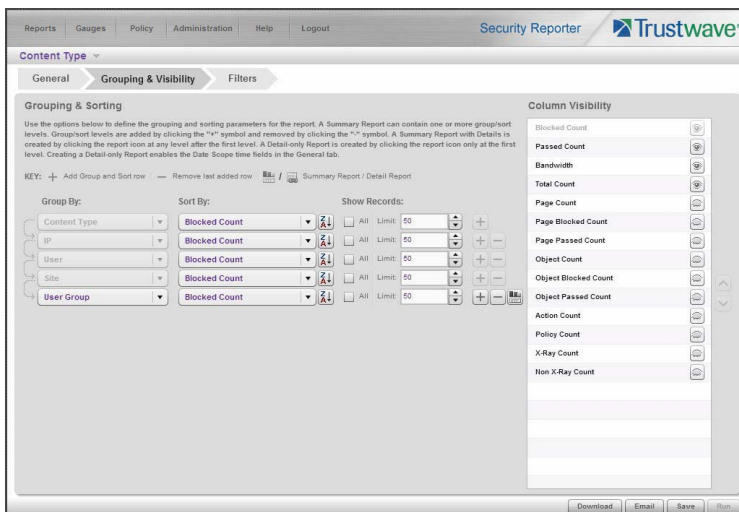 Reports Gauges Policy Administration Help Logout Security Reporter Trustwave
Content Type
General Grouping & Visibility Filters
Grouping & Sorting
Use the options below to define the grouping and sorting parameters for the report. A Summary Report can contain one or more group/sort
levels. Group/sort levels are added by clicking the "+" symbol and removed by clicking the "-" symbol. A Summary Report with Details is
created by clicking the report icon at any level after the first level. A Detail-only Report is created by clicking the report icon only at the first
level. Creating a Detail-only Report enables the Date Scope time fields in the General tab.
KEY: + Add Group and Sort row — Remove last added row / Summary Report / Detail Report
Group By: Sort By: Show Records:
Content Type Blocked Count Z A All Limit: 50 +
IP Blocked Count Z A All Limit: 50 + −
User Blocked Count Z A All Limit: 50 + −
Site Blocked Count Z A All Limit: 50 + −
User Group Blocked Count Z A All Limit: 50 + −
Column Visibility
Blocked Count
Passed Count
Bandwidth
Total Count
Page Count
Page Blocked Count
Page Passed Count
Object Count
Object Blocked Count
Object Passed Count
Action Count
Policy Count
X-Ray Count
Non X-Ray Count
Download Email Save Run